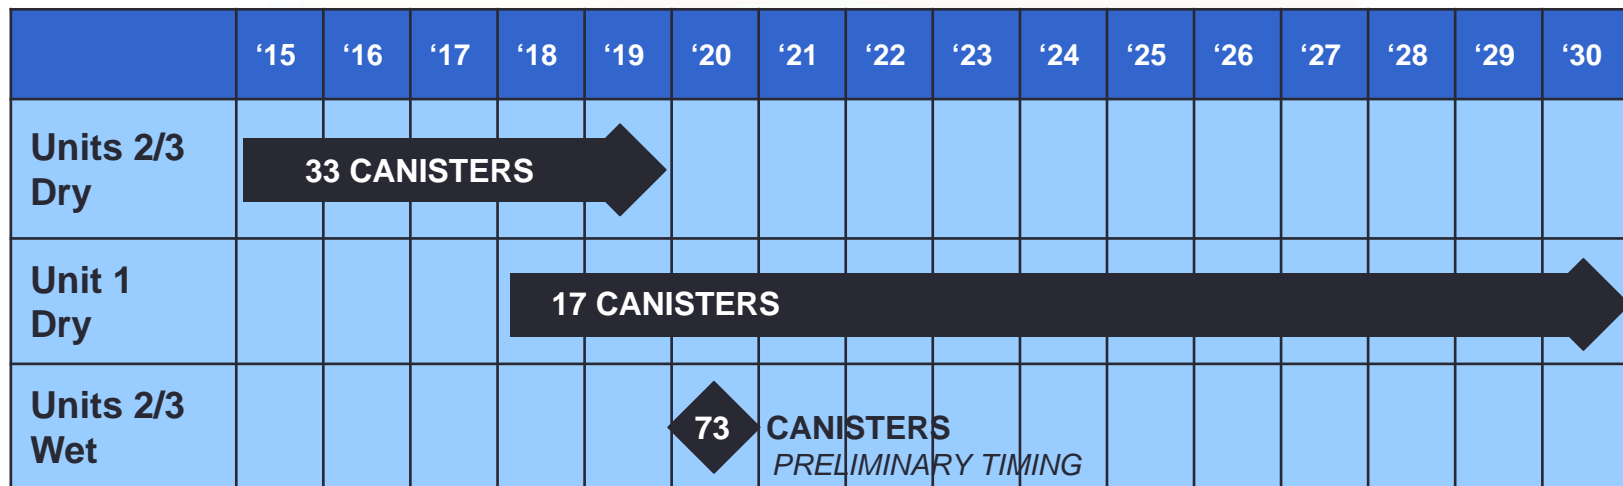 ‘15 ‘16 ‘17 ‘18 ‘19 ‘20 ‘21 ‘22 ‘23 ‘24 ‘25 ‘26 ‘27 ‘28 ‘29 ‘30
Units 2/3
Dry
33 CANISTERS
Unit 1
Dry
17 CANISTERS
Units 2/3
Wet
73 CANISTERS
PRELIMINARY TIMING